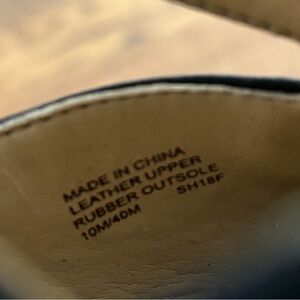 MADE IN CHINA
LEATHER UPPER
RUBBER OUTSOLE
10M/40M SH18F